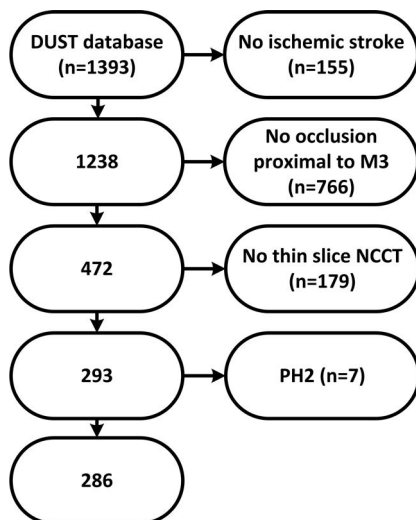 DUST database
(n=1393)
No ischemic stroke
(n=155)
1238
No occlusion
proximal to M3
(n=766)
472
No thin slice NCCT
(n=179)
293
PH2 (n=7)
286